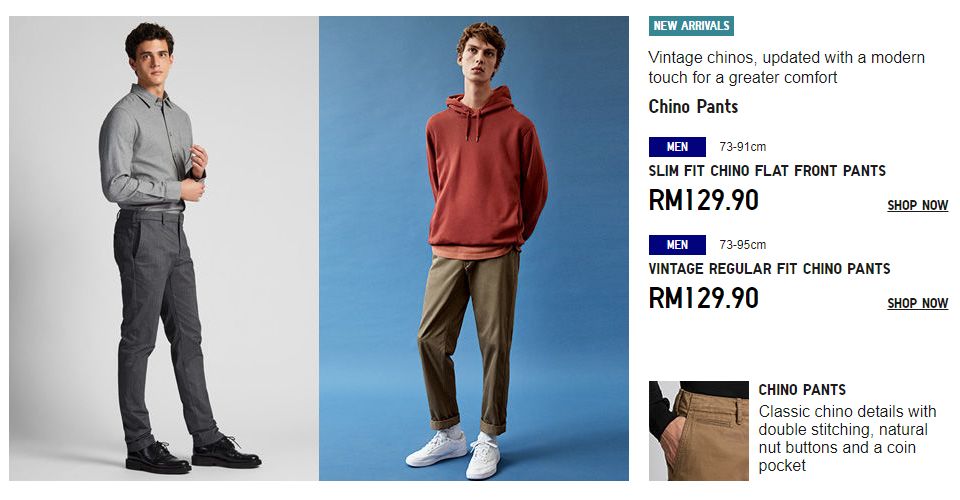 NEW ARRIVALS
Vintage chinos, updated with a modern
touch for a greater comfort
Chino Pants
MEN 73-91cm
SLIM FIT CHINO FLAT FRONT PANTS
RM129.90 SHOP NOW
MEN 73-95cm
VINTAGE REGULAR FIT CHINO PANTS
RM129.90 SHOP NOW
CHINO PANTS
Classic chino details with
double stitching, natural
nut buttons and a coin
pocket